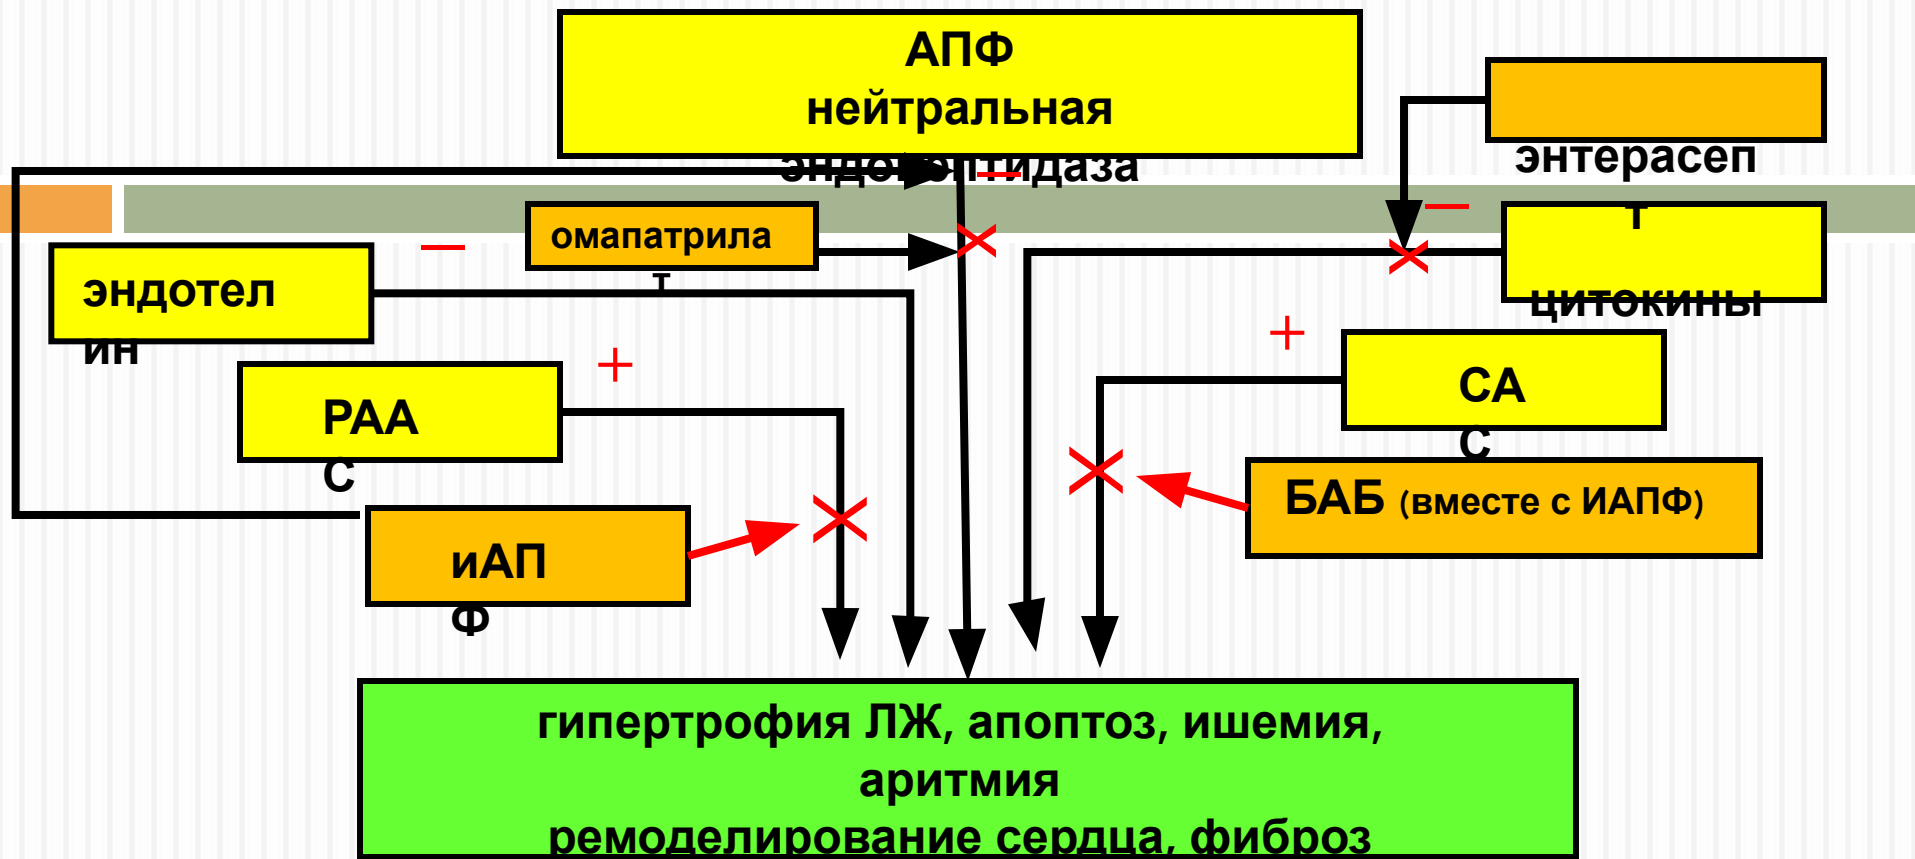 АПФ
нейтральная
эндопептидаза
энтерасеп
т
омапатрила
т
эндотел
ин
цитокины
РАА
С
СА
С
БАБ (вместе с ИАПФ)
иАП
Ф
гипертрофия ЛЖ, апоптоз, ишемия,
аритмия
ремоделирование сердца, фиброз